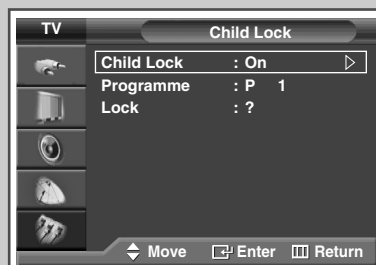 TV
Child Lock
Child Lock : On
Programme : P 1
Lock : ?
Move Enter Return